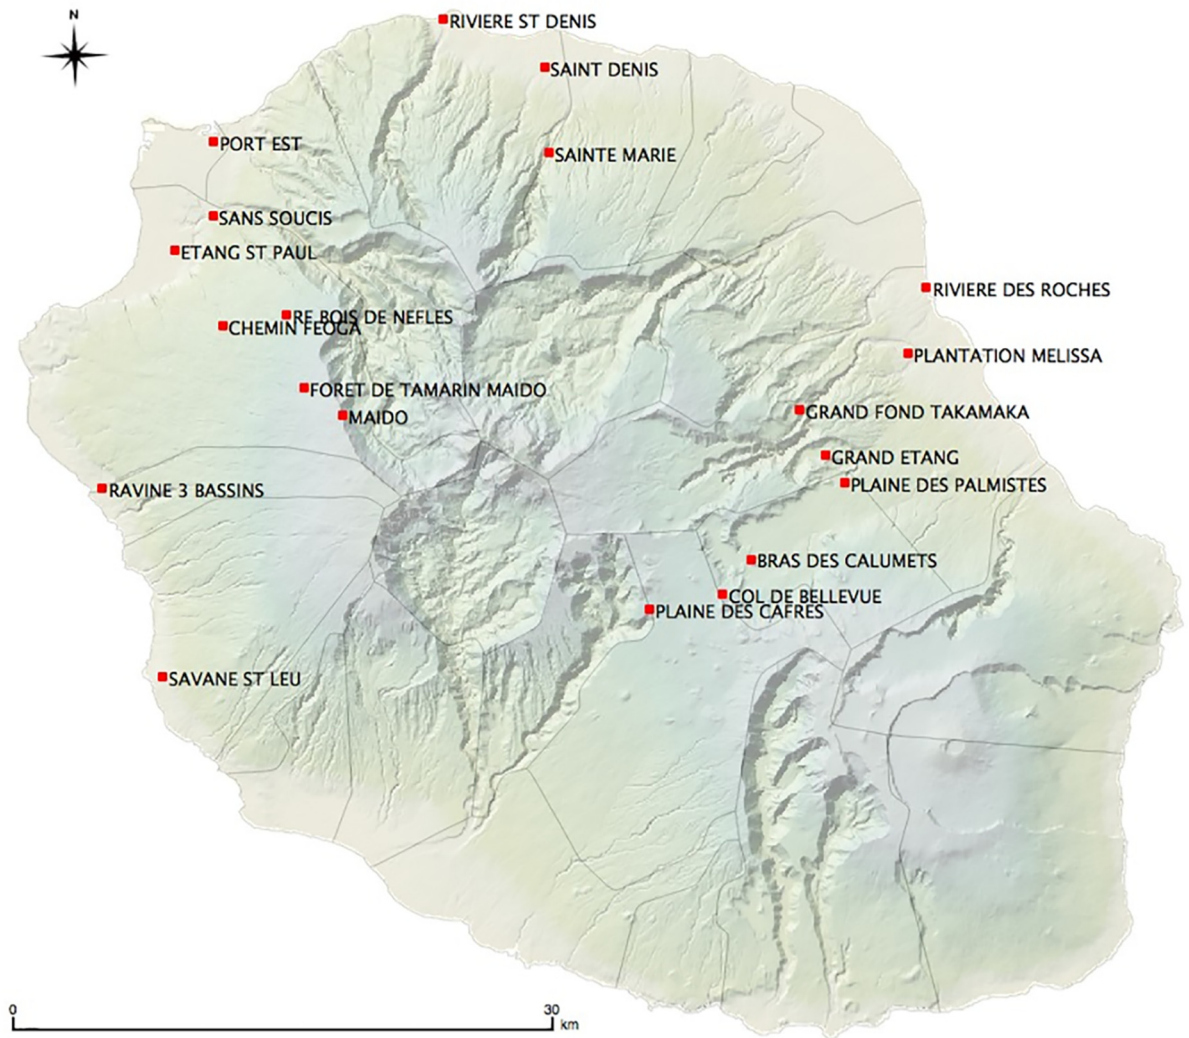 N
RIVIERE ST DENIS
SAINT DENIS
PORT EST
SAINTE MARIE
SANS SOUCIS
ETANG ST PAUL
RIVIERE DES ROCHES
RF BOIS DE NEFLES
CHEMIN FEOGA
PLANTATION MELISSA
FORET DE TAMARIN MAIDO
MAIDO
GRAND FOND TAKAMAKA
GRAND ETANG
PLAINE DES PALMISTES
RAVINE 3 BASSINS
BRAS DES CALUMETS
COL DE BELLEVUE
PLAINE DES CAFRES
SAVANE ST LEU
0 30
km